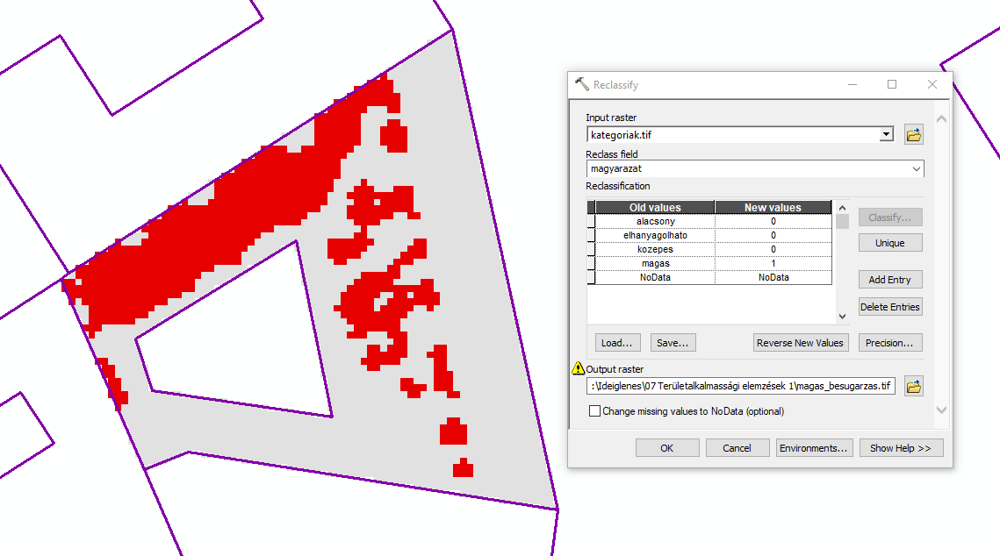 Reclassify
Input raster
kategoriak.tif
Reclass field
magyarazat
Reclassification
Old values New values
alacsony 0
elhanyagolhato 0
kozepes 0
magas 1
NoData NoData
Classify...
Unique
Add Entry
Delete Entries
Load... Save... Reverse New Values Precision...
Output raster
:\Ideiglenes\07 Területalkalmassági elemzések 1\magas_besugarzas.tif
Change missing values to NoData (optional)
OK Cancel Environments... Show Help >>